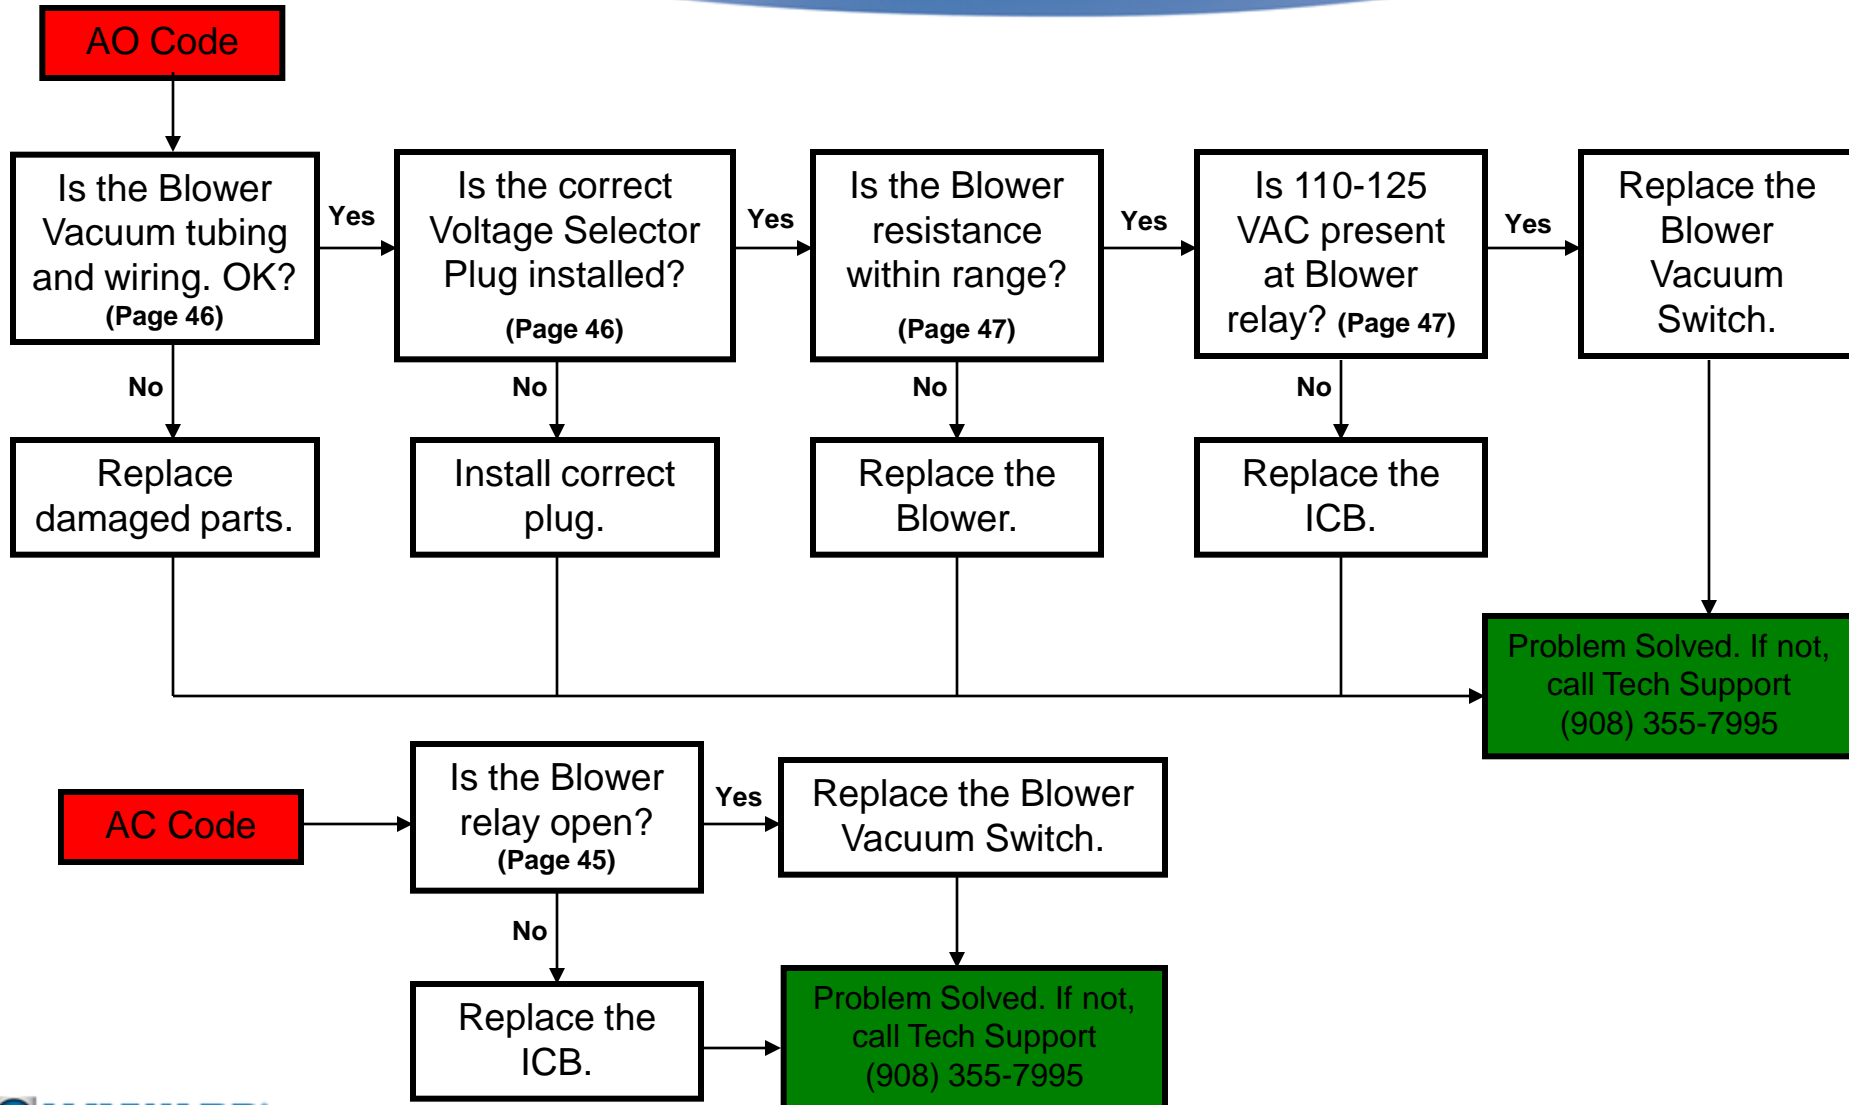 AO Code
Is the Blower
Vacuum tubing
and wiring. OK?
(Page 46)
Yes
Is the correct
Voltage Selector
Plug installed?
(Page 46)
Yes
Is the Blower
resistance
within range?
(Page 47)
Yes
Is 110-125
VAC present
at Blower
relay? (Page 47)
Yes
Replace the
Blower
Vacuum
Switch.
No
No
No
No
Replace
damaged parts.
Install correct
plug.
Replace the
Blower.
Replace the
ICB.
Problem Solved. If not,
call Tech Support
(908) 355-7995
AC Code
Is the Blower
relay open?
(Page 45)
Yes
Replace the Blower
Vacuum Switch.
No
Replace the
ICB.
Problem Solved. If not,
call Tech Support
(908) 355-7995